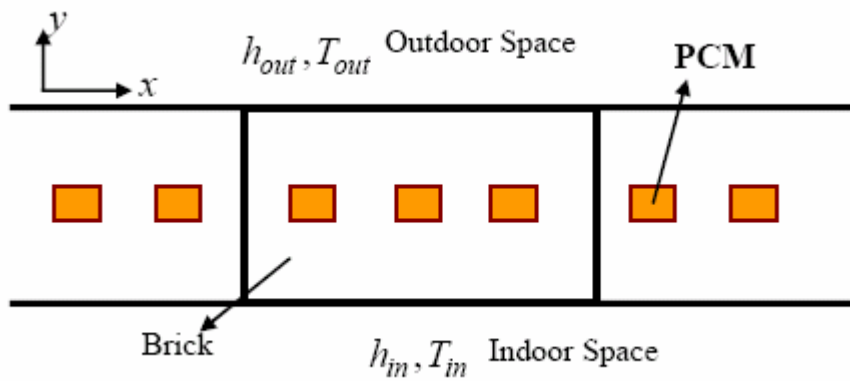 y
x
h_out, T_out Outdoor Space
PCM
Brick
h_in, T_in Indoor Space